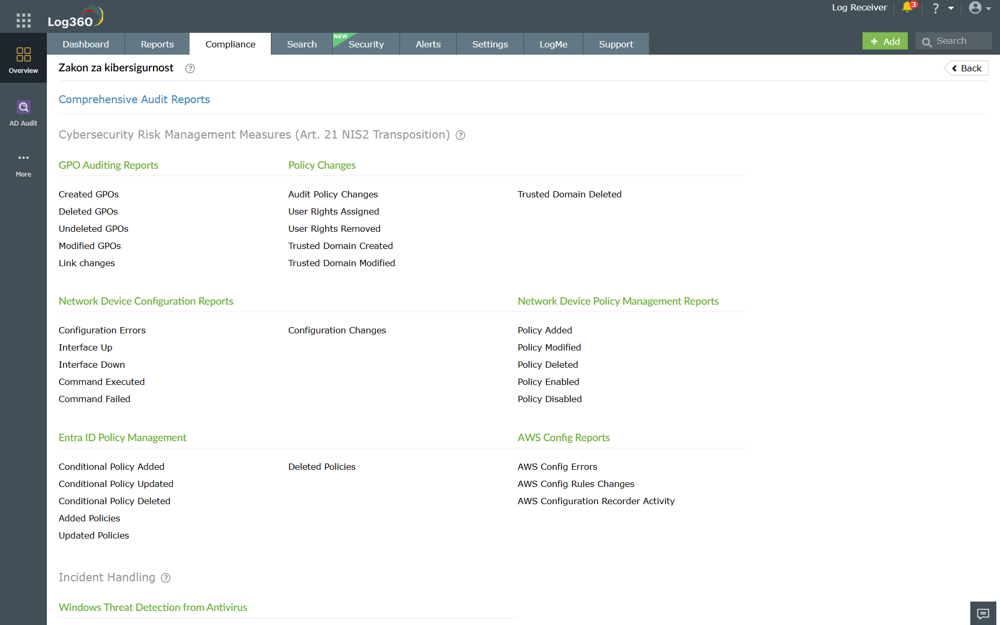 Log360
Log Receiver
3
?
Dashboard
Reports
Compliance
Search
NEW
Security
Alerts
Settings
LogMe
Support
+ Add
Search
Overview
AD Audit
More
Zakon za kibersigurnost ?
Back
Comprehensive Audit Reports
Cybersecurity Risk Management Measures (Art. 21 NIS2 Transposition) ?
GPO Auditing Reports
Created GPOs
Deleted GPOs
Undeleted GPOs
Modified GPOs
Link changes
Policy Changes
Audit Policy Changes
User Rights Assigned
User Rights Removed
Trusted Domain Created
Trusted Domain Modified
Trusted Domain Deleted
Network Device Configuration Reports
Configuration Errors
Interface Up
Interface Down
Command Executed
Command Failed
Configuration Changes
Network Device Policy Management Reports
Policy Added
Policy Modified
Policy Deleted
Policy Enabled
Policy Disabled
Entra ID Policy Management
Conditional Policy Added
Conditional Policy Updated
Conditional Policy Deleted
Added Policies
Updated Policies
Deleted Policies
AWS Config Reports
AWS Config Errors
AWS Config Rules Changes
AWS Configuration Recorder Activity
Incident Handling ?
Windows Threat Detection from Antivirus